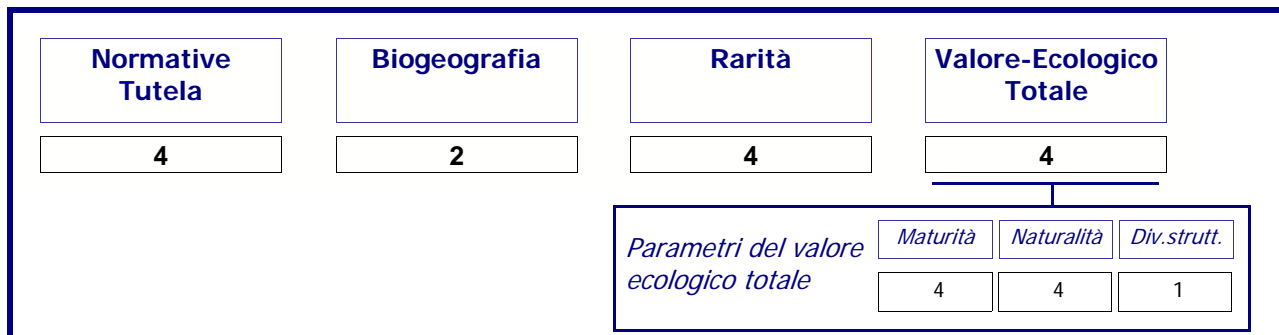 Normative
Tutela
Biogeografia
Rarità
Valore-Ecologico
Totale
4
2
4
4
Parametri del valore
ecologico totale
Maturità
Naturalità
Div.strutt.
4
4
1